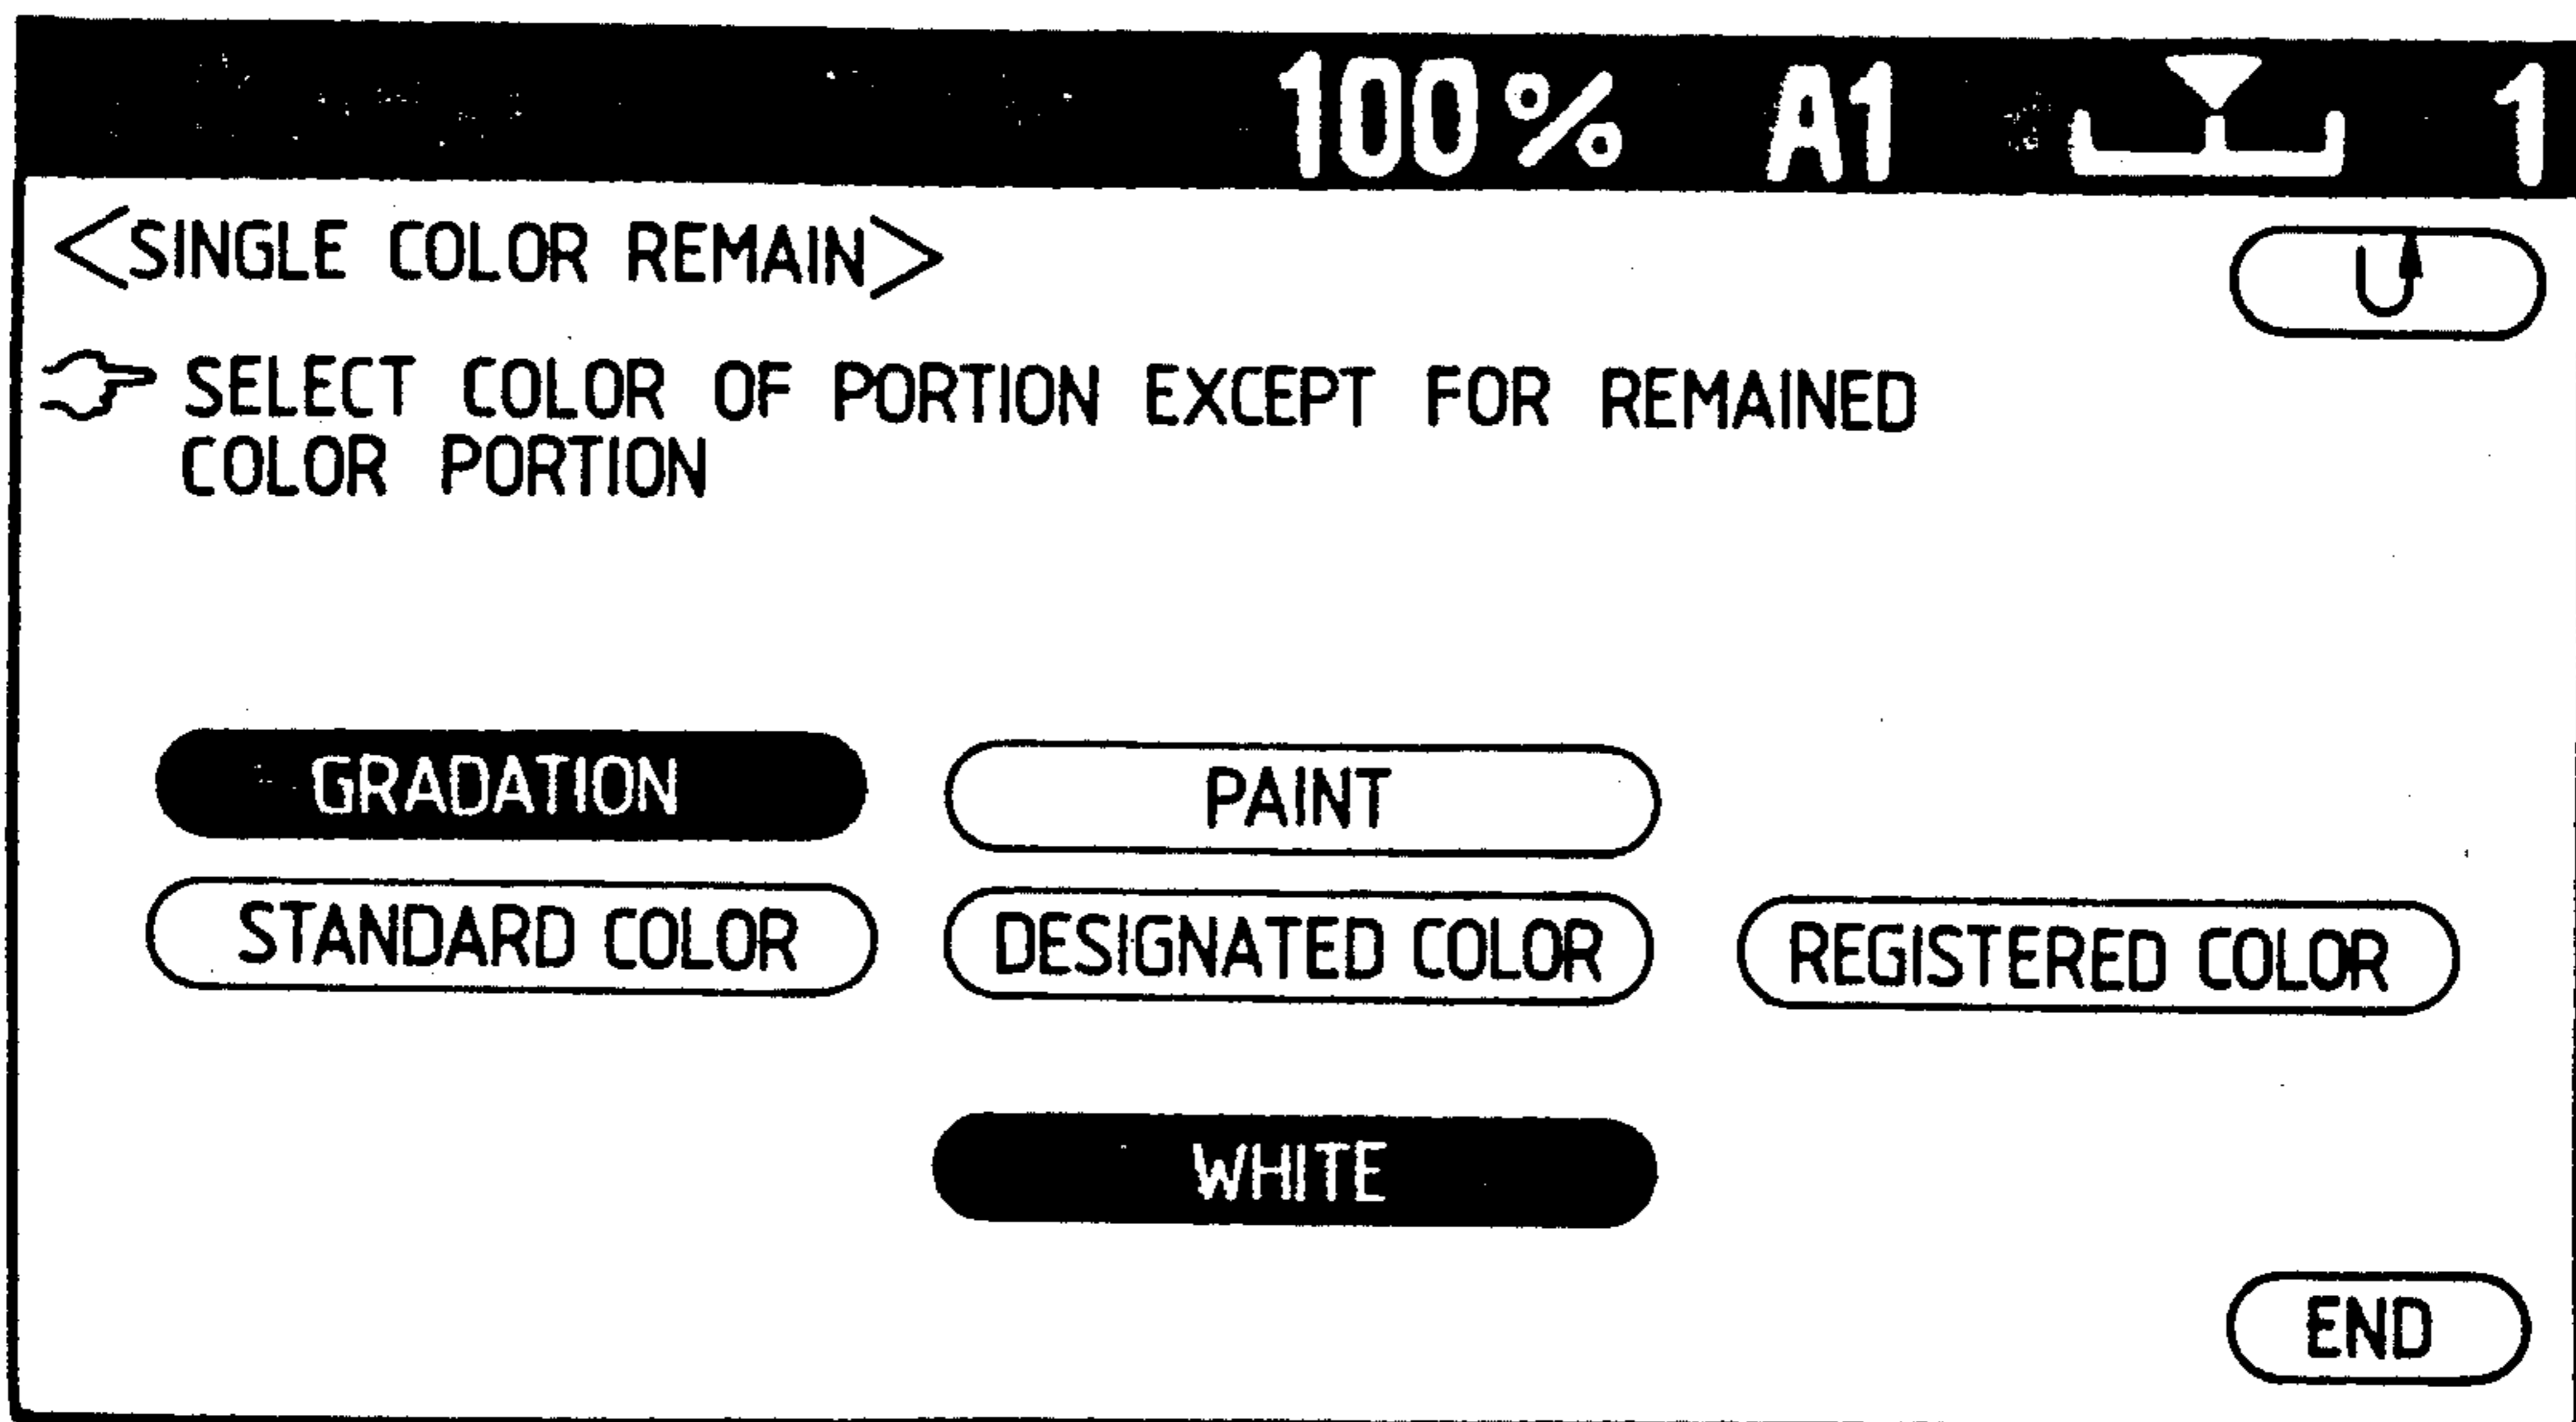 100% A1 1
<SINGLE COLOR REMAIN>
SELECT COLOR OF PORTION EXCEPT FOR REMAINED
COLOR PORTION
GRADATION PAINT
STANDARD COLOR DESIGNATED COLOR REGISTERED COLOR
WHITE
END